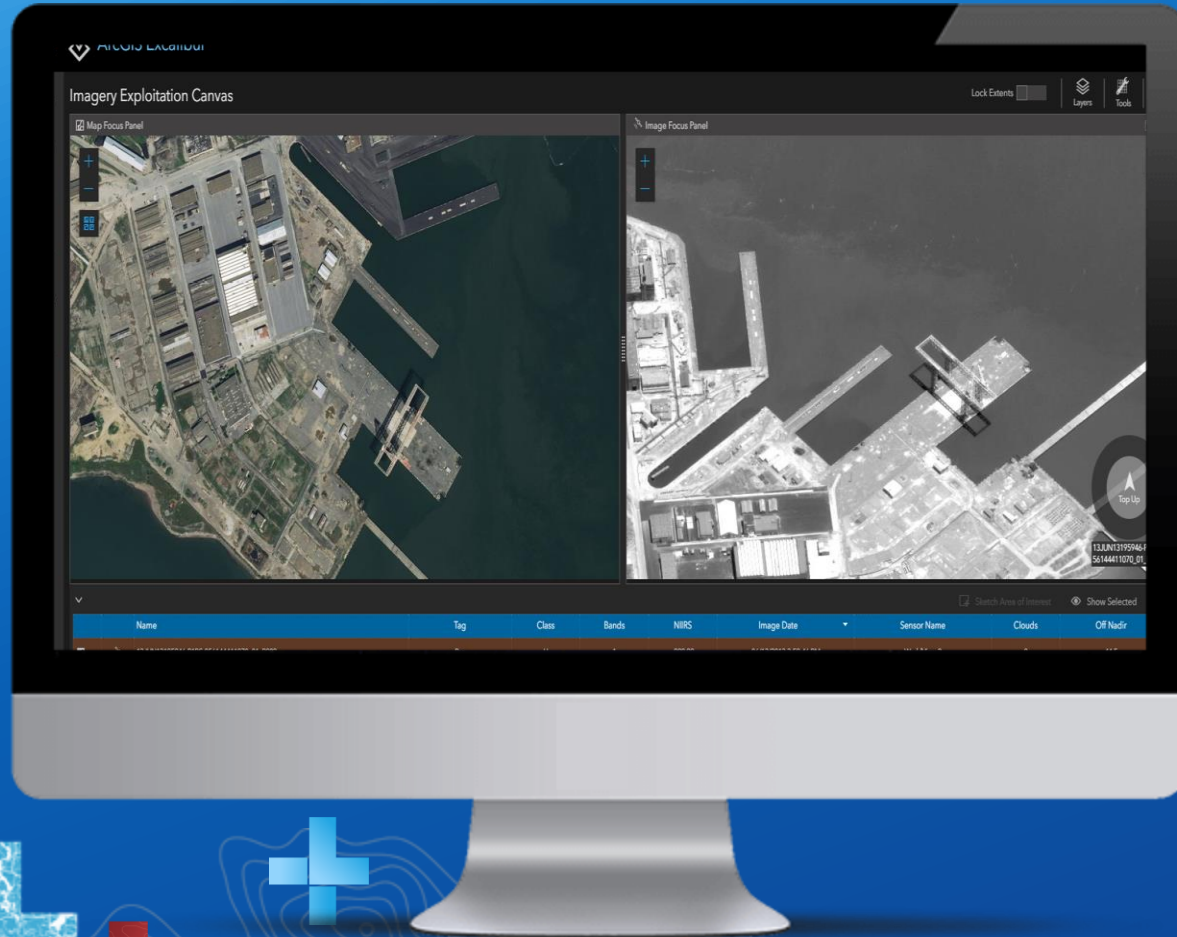 ArcGIS Excalibur
Imagery Exploitation Canvas
Lock Extents
Layers
Tools
Map Focus Panel
Image Focus Panel
Top Up
13JUN13195946-
56144411070_01_
Sketch Area of Interest
Show Selected
Name Tag Class Bands NIIRS Image Date Sensor Name Clouds Off Nadir